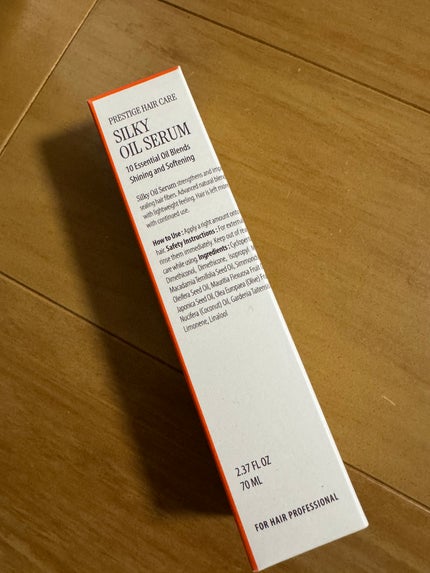 PRESTIGE HAIR CARE
SILKY
OIL SERUM
10 Essential Oil Blends
Shining and Softening
Silky Oil Serum strengthens and
sealing hair fibers. Advanced natural
with lightweight feeling. Hair is left
with continued use.
How to Use : Apply a right amount
hair. Safety Instructions : For
rinse them immediately. Keep out of
care while using. Ingredients :
Dimethiconol, Dimethicone, Isopropyl
Macadamia Ternifolia Seed Oil,
Oleifera Seed Oil, Mauritia Flexuosa Fruit
Japonica Seed Oil, Olea Europaea (Olive)
Nucifera (Coconut) Oil, Gardenia
Limonene, Linalool
2.37 FL OZ
70 ML
FOR HAIR PROFESSIONAL